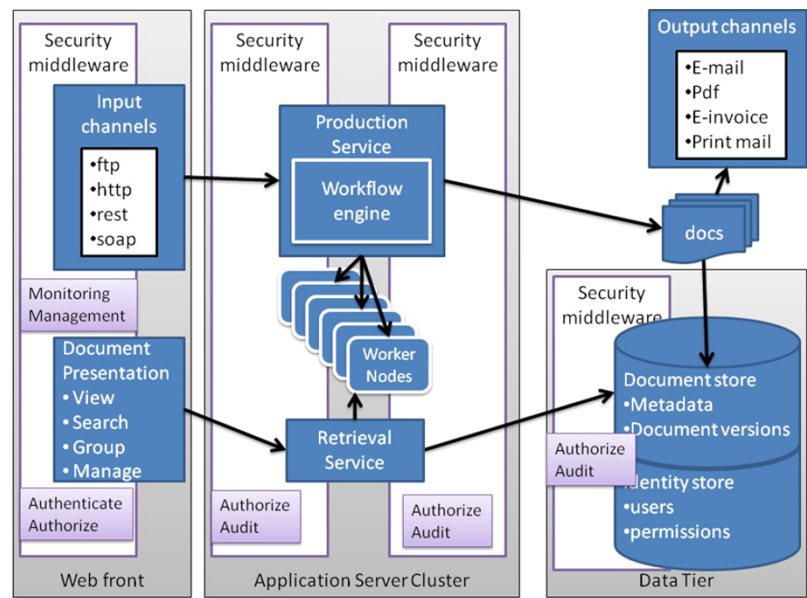 Security
middleware
Input
channels
•ftp
•http
•rest
•soap
Monitoring
Management
Document
Presentation
• View
• Search
• Group
• Manage
Authenticate
Authorize
Web front
Security
middleware
Security
middleware
Production
Service
Workflow
engine
Worker
Nodes
Retrieval
Service
Authorize
Audit
Authorize
Audit
Application Server Cluster
Output channels
•E-mail
•Pdf
•E-invoice
•Print mail
docs
Security
middleware
Document store
•Metadata
•Document versions
Authorize
Audit
Identity store
•users
•permissions
Data Tier